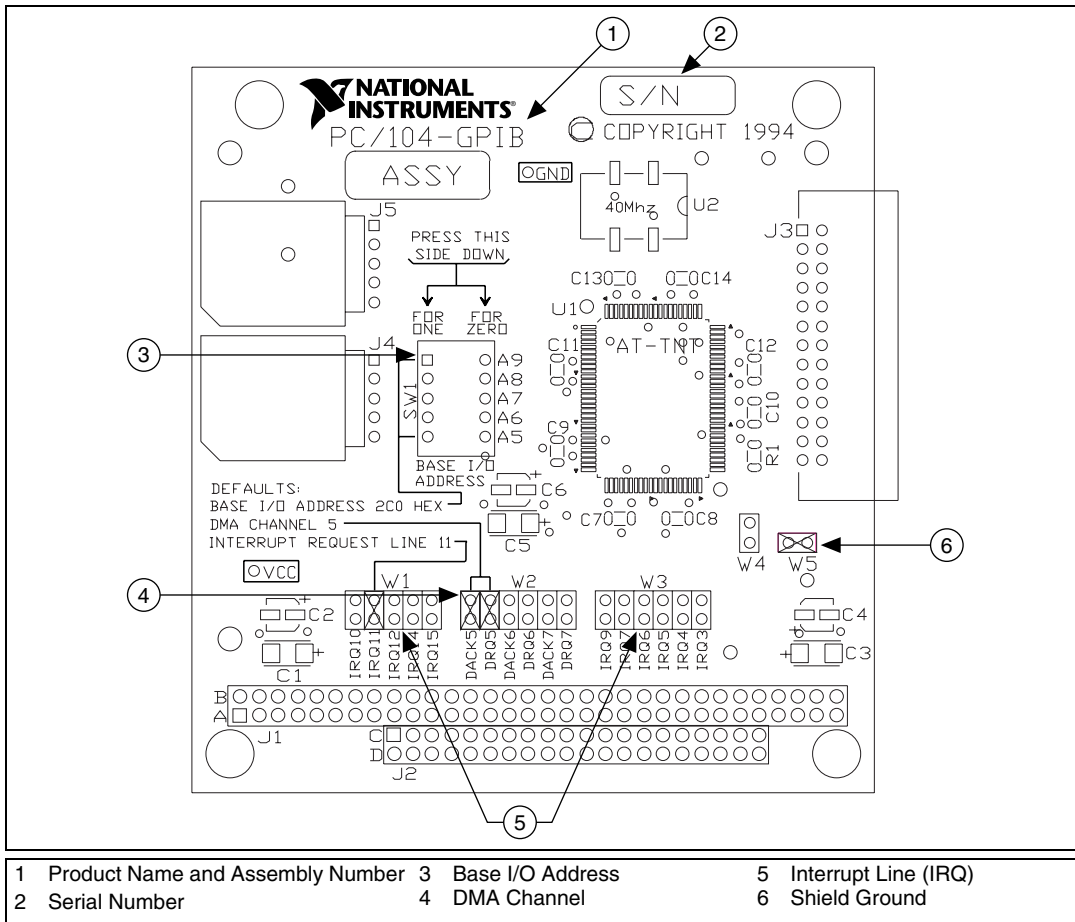 1
2
NATIONAL
INSTRUMENTS®
PC/104-GPIB
S/N
© COPYRIGHT 1994
ASSY
GND
40Mhz
U2
J5
J3
PRESS THIS
SIDE DOWN
C13
C14
U1
FOR
ONE
FOR
ZERO
3
J4
A9
A8
A7
A6
A5
SW1
C11
AT-TNT
C12
C10
C9
R1
BASE I/O
ADDRESS
C6
DEFAULTS:
BASE I/O ADDRESS 2C0 HEX
DMA CHANNEL 5
INTERRUPT REQUEST LINE 11
C5
C7
C8
W4
W5
6
VCC
4
W1
W2
W3
C2
C4
IRQ10
IRQ11
IRQ12
IRQ14
IRQ15
DACK5
DRQ5
DACK6
DRQ6
DACK7
DRQ7
IRQ9
IRQ7
IRQ6
IRQ5
IRQ4
IRQ3
C1
C3
B
A
J1
C
D
J2
5
1 Product Name and Assembly Number 3 Base I/O Address 5 Interrupt Line (IRQ)
2 Serial Number 4 DMA Channel 6 Shield Ground